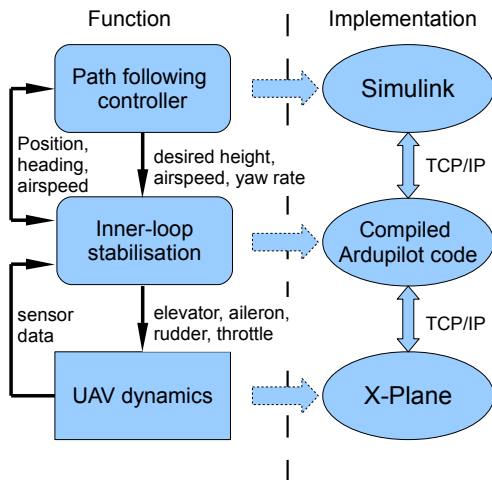 Function
Implementation
Path following
controller
Simulink
Position,
heading,
airspeed
desired height,
airspeed, yaw rate
TCP/IP
Inner-loop
stabilisation
Compiled
Ardupilot code
sensor
data
elevator, aileron,
rudder, throttle
TCP/IP
UAV dynamics
X-Plane